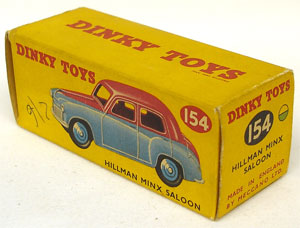 DINKY TOYS
154
HILLMAN MINX SALOON
DINKY TOYS
154
HILLMAN MINX
SALOON
MADE IN ENGLAND
BY MECCANO LTD.